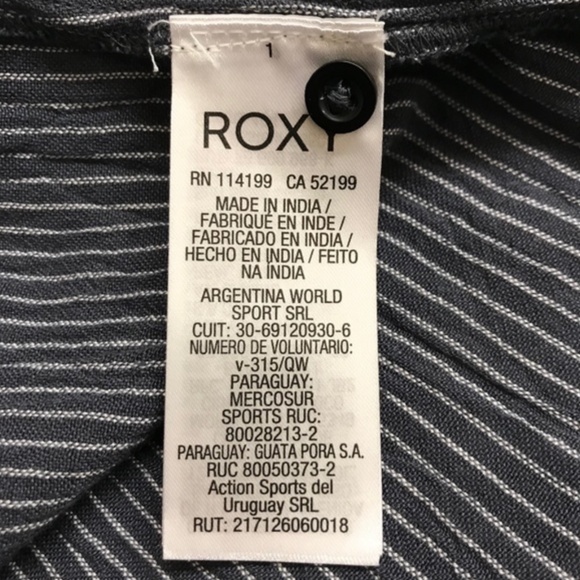 1
ROXY
RN 114199 CA 52199
MADE IN INDIA /
FABRIQUÉ EN INDE /
FABRICADO EN INDIA /
HECHO EN INDIA / FEITO
NA ÍNDIA
ARGENTINA WORLD
SPORT SRL
CUIT: 30-69120930-6
NUMERO DE VOLUNTARIO:
v-315/QW
PARAGUAY:
MERCOSUR
SPORTS RUC:
80028213-2
PARAGUAY: GUATA PORA S.A.
RUC 80050373-2
Action Sports del
Uruguay SRL
RUT: 217126060018